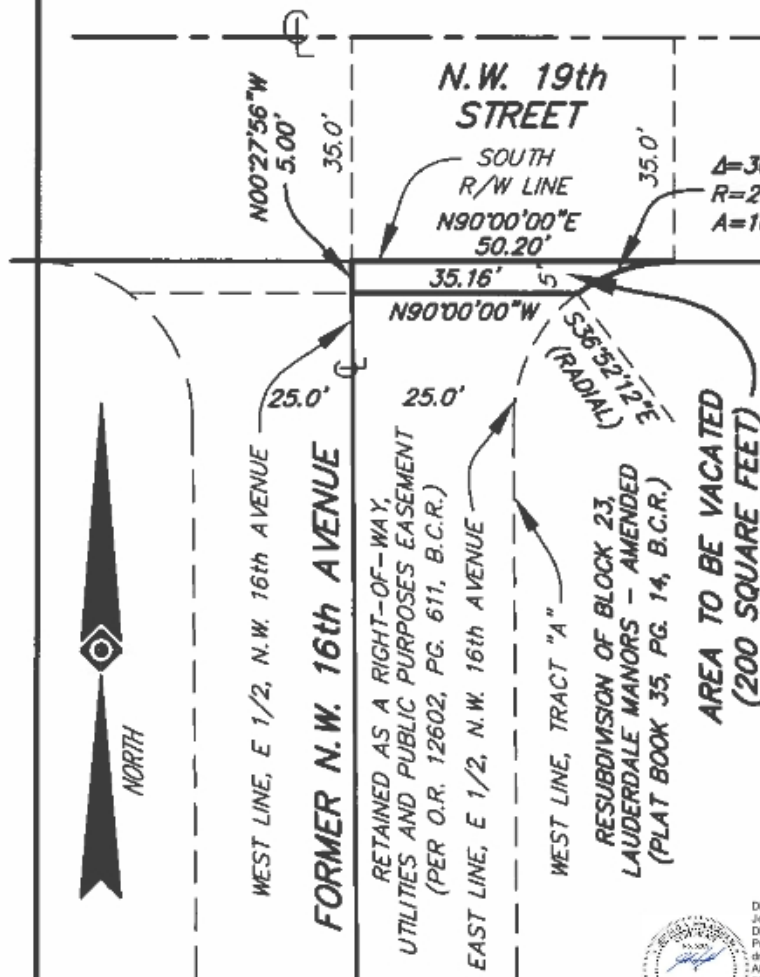 N.W. 19th
STREET
N00°27'56"W
5.00'
35.0'
35.0'
SOUTH
R/W LINE
N90°00'00"E
50.20'
35.16'
5'
N90°00'00"W
S36°52'12"E
(RADIAL)
25.0'
25.0'
WEST LINE, E 1/2, N.W. 16th AVENUE
FORMER N.W. 16th AVENUE
RETAINED AS A RIGHT-OF-WAY,
UTILITIES AND PUBLIC PURPOSES EASEMENT
(PER O.R. 12602, PG. 611, B.C.R.)
EAST LINE, E 1/2, N.W. 16th AVENUE
WEST LINE, TRACT "A"
RESUBDIVISION OF BLOCK 23,
LAUDERDALE MANORS - AMENDED
(PLAT BOOK 35, PG. 14, B.C.R.)
AREA TO BE VACATED
(200 SQUARE FEET)
NORTH